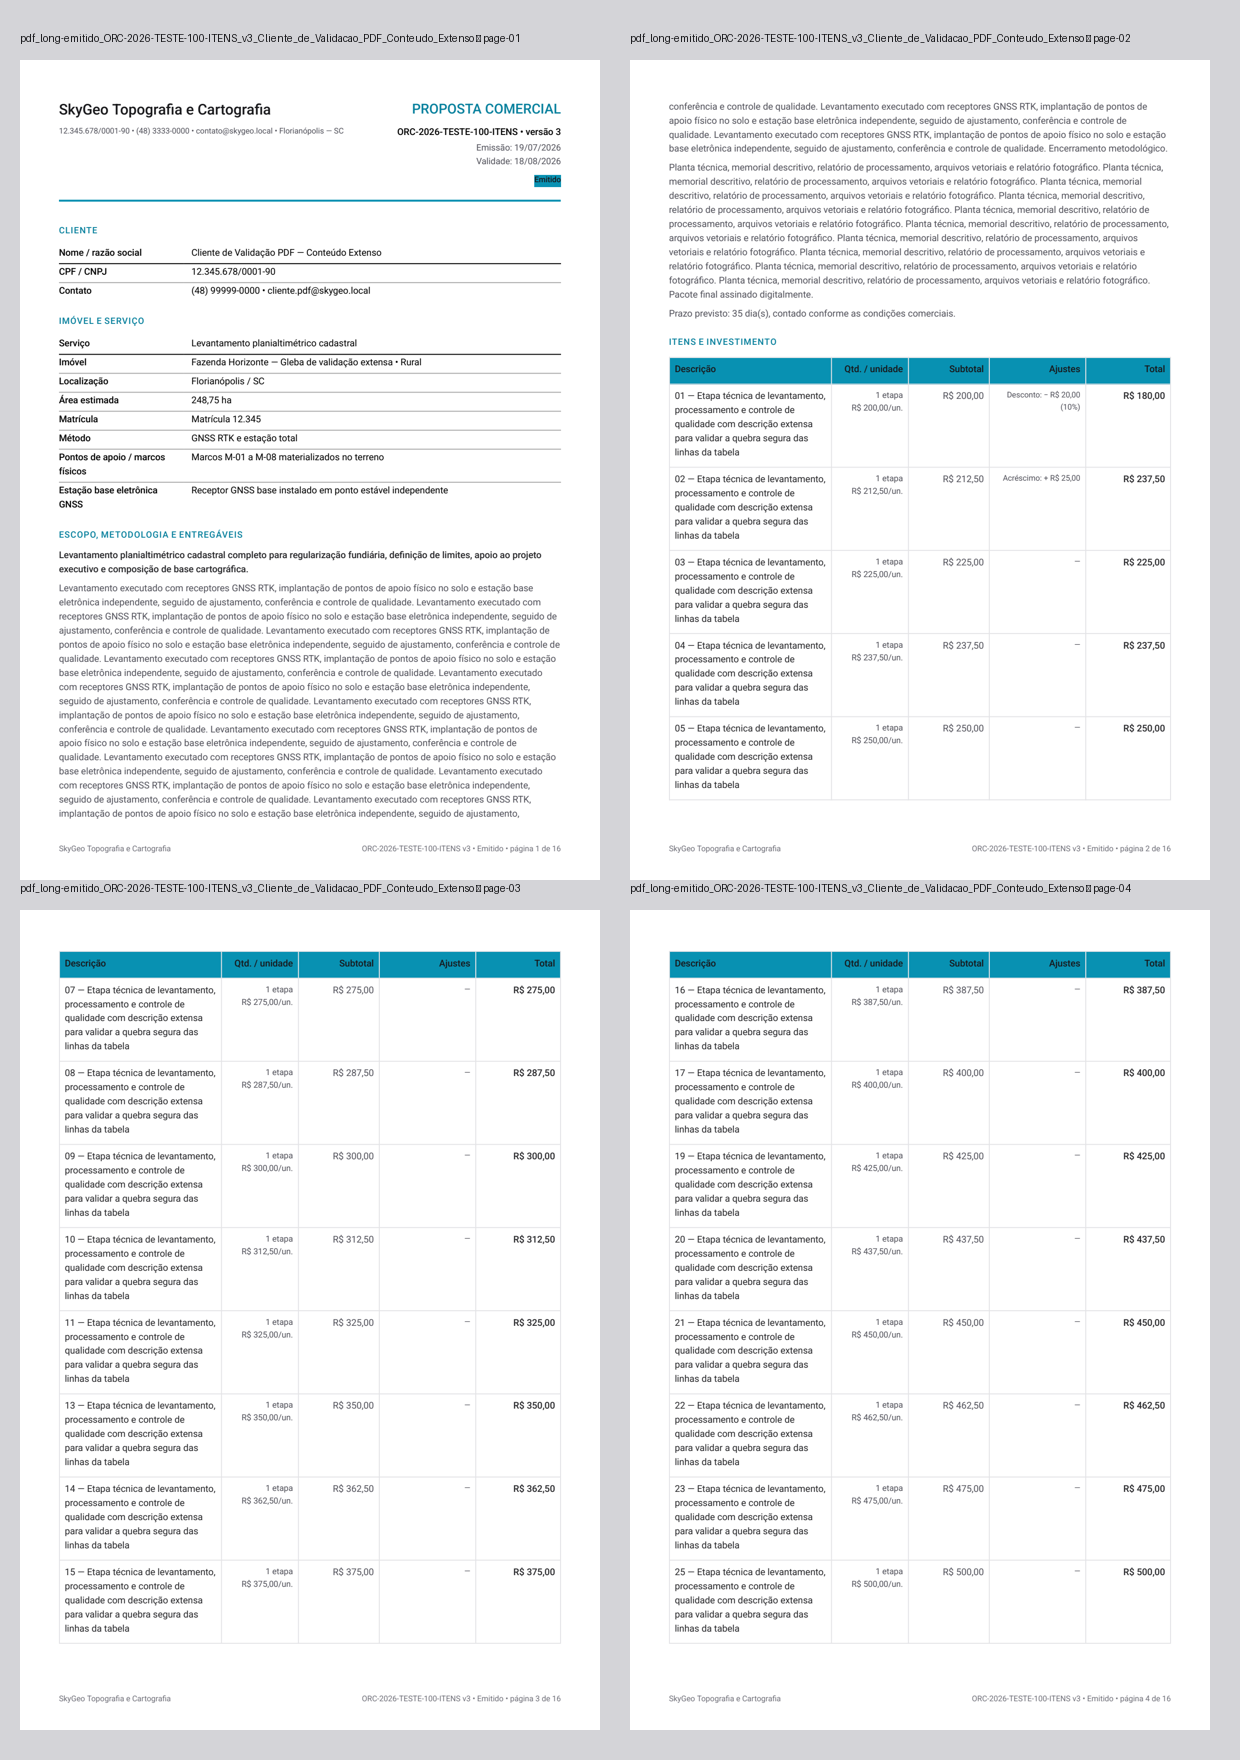 pdf_long-emitido_ORC-2026-TESTE-100-ITENS_v3_Cliente_de_Validacao_PDF_Conteudo_Extenso page-01
SkyGeo Topografia e Cartografia
12.345.678/0001-90 • (48) 3333-0000 • contato@skygeo.local • Florianópolis — SC
PROPOSTA COMERCIAL
ORC-2026-TESTE-100-ITENS • versão 3
Emissão: 19/07/2026
Validade: 18/08/2026
Emitido
CLIENTE
Nome / razão social Cliente de Validação PDF — Conteúdo Extenso
CPF / CNPJ 12.345.678/0001-90
Contato (48) 99999-0000 • cliente.pdf@skygeo.local
IMÓVEL E SERVIÇO
Serviço Levantamento planialtimétrico cadastral
Imóvel Fazenda Horizonte — Gleba de validação extensa • Rural
Localização Florianópolis / SC
Área estimada 248,75 ha
Matrícula Matrícula 12.345
Método GNSS RTK e estação total
Pontos de apoio / marcos Marcos M-01 a M-08 materializados no terreno
físicos
Estação base eletrônica Receptor GNSS base instalado em ponto estável independente
GNSS
ESCOPO, METODOLOGIA E ENTREGÁVEIS
Levantamento planialtimétrico cadastral completo para regularização fundiária, definição de limites, apoio ao projeto
executivo e composição de base cartográfica.
Levantamento executado com receptores GNSS RTK, implantação de pontos de apoio físico no solo e estação base
eletrônica independente, seguido de ajustamento, conferência e controle de qualidade. Levantamento executado com
receptores GNSS RTK, implantação de pontos de apoio físico no solo e estação base eletrônica independente, seguido de
ajustamento, conferência e controle de qualidade. Levantamento executado com receptores GNSS RTK, implantação de
pontos de apoio físico no solo e estação base eletrônica independente, seguido de ajustamento, conferência e controle de
qualidade. Levantamento executado com receptores GNSS RTK, implantação de pontos de apoio físico no solo e estação
base eletrônica independente, seguido de ajustamento, conferência e controle de qualidade. Levantamento executado
com receptores GNSS RTK, implantação de pontos de apoio físico no solo e estação base eletrônica independente,
seguido de ajustamento, conferência e controle de qualidade. Levantamento executado com receptores GNSS RTK,
implantação de pontos de apoio físico no solo e estação base eletrônica independente, seguido de ajustamento,
conferência e controle de qualidade. Levantamento executado com receptores GNSS RTK, implantação de pontos de
apoio físico no solo e estação base eletrônica independente, seguido de ajustamento, conferência e controle de
qualidade. Levantamento executado com receptores GNSS RTK, implantação de pontos de apoio físico no solo e estação
base eletrônica independente, seguido de ajustamento, conferência e controle de qualidade. Levantamento executado
com receptores GNSS RTK, implantação de pontos de apoio físico no solo e estação base eletrônica independente,
seguido de ajustamento, conferência e controle de qualidade. Levantamento executado com receptores GNSS RTK,
implantação de pontos de apoio físico no solo e estação base eletrônica independente, seguido de ajustamento,
SkyGeo Topografia e Cartografia ORC-2026-TESTE-100-ITENS v3 • Emitido • página 1 de 16
pdf_long-emitido_ORC-2026-TESTE-100-ITENS_v3_Cliente_de_Validacao_PDF_Conteudo_Extenso page-02
conferência e controle de qualidade. Levantamento executado com receptores GNSS RTK, implantação de pontos de
apoio físico no solo e estação base eletrônica independente, seguido de ajustamento, conferência e controle de
qualidade. Levantamento executado com receptores GNSS RTK, implantação de pontos de apoio físico no solo e estação
base eletrônica independente, seguido de ajustamento, conferência e controle de qualidade. Encerramento metodológico.
Planta técnica, memorial descritivo, relatório de processamento, arquivos vetoriais e relatório fotográfico. Planta técnica,
memorial descritivo, relatório de processamento, arquivos vetoriais e relatório fotográfico. Planta técnica, memorial
descritivo, relatório de processamento, arquivos vetoriais e relatório fotográfico. Planta técnica, memorial descritivo,
relatório de processamento, arquivos vetoriais e relatório fotográfico. Planta técnica, memorial descritivo, relatório de
processamento, arquivos vetoriais e relatório fotográfico. Planta técnica, memorial descritivo, relatório de processamento,
arquivos vetoriais e relatório fotográfico. Planta técnica, memorial descritivo, relatório de processamento, arquivos
vetoriais e relatório fotográfico. Planta técnica, memorial descritivo, relatório de processamento, arquivos vetoriais e
relatório fotográfico. Planta técnica, memorial descritivo, relatório de processamento, arquivos vetoriais e relatório
fotográfico. Planta técnica, memorial descritivo, relatório de processamento, arquivos vetoriais e relatório fotográfico.
Pacote final assinado digitalmente.
Prazo previsto: 35 dia(s), contado conforme as condições comerciais.
ITENS E INVESTIMENTO
Descrição Qtd. / unidade Subtotal Ajustes Total
01 — Etapa técnica de levantamento, 1 etapa R$ 200,00 Desconto: − R$ 20,00 R$ 180,00
processamento e controle de R$ 200,00/un. (10%)
qualidade com descrição extensa
para validar a quebra segura das
linhas da tabela
02 — Etapa técnica de levantamento, 1 etapa R$ 212,50 Acréscimo: + R$ 25,00 R$ 237,50
processamento e controle de R$ 212,50/un.
qualidade com descrição extensa
para validar a quebra segura das
linhas da tabela
03 — Etapa técnica de levantamento, 1 etapa R$ 225,00 — R$ 225,00
processamento e controle de R$ 225,00/un.
qualidade com descrição extensa
para validar a quebra segura das
linhas da tabela
04 — Etapa técnica de levantamento, 1 etapa R$ 237,50 — R$ 237,50
processamento e controle de R$ 237,50/un.
qualidade com descrição extensa
para validar a quebra segura das
linhas da tabela
05 — Etapa técnica de levantamento, 1 etapa R$ 250,00 — R$ 250,00
processamento e controle de R$ 250,00/un.
qualidade com descrição extensa
para validar a quebra segura das
linhas da tabela
SkyGeo Topografia e Cartografia ORC-2026-TESTE-100-ITENS v3 • Emitido • página 2 de 16
pdf_long-emitido_ORC-2026-TESTE-100-ITENS_v3_Cliente_de_Validacao_PDF_Conteudo_Extenso page-03
Descrição Qtd. / unidade Subtotal Ajustes Total
07 — Etapa técnica de levantamento, 1 etapa R$ 275,00 — R$ 275,00
processamento e controle de R$ 275,00/un.
qualidade com descrição extensa
para validar a quebra segura das
linhas da tabela
08 — Etapa técnica de levantamento, 1 etapa R$ 287,50 — R$ 287,50
processamento e controle de R$ 287,50/un.
qualidade com descrição extensa
para validar a quebra segura das
linhas da tabela
09 — Etapa técnica de levantamento, 1 etapa R$ 300,00 — R$ 300,00
processamento e controle de R$ 300,00/un.
qualidade com descrição extensa
para validar a quebra segura das
linhas da tabela
10 — Etapa técnica de levantamento, 1 etapa R$ 312,50 — R$ 312,50
processamento e controle de R$ 312,50/un.
qualidade com descrição extensa
para validar a quebra segura das
linhas da tabela
11 — Etapa técnica de levantamento, 1 etapa R$ 325,00 — R$ 325,00
processamento e controle de R$ 325,00/un.
qualidade com descrição extensa
para validar a quebra segura das
linhas da tabela
13 — Etapa técnica de levantamento, 1 etapa R$ 350,00 — R$ 350,00
processamento e controle de R$ 350,00/un.
qualidade com descrição extensa
para validar a quebra segura das
linhas da tabela
14 — Etapa técnica de levantamento, 1 etapa R$ 362,50 — R$ 362,50
processamento e controle de R$ 362,50/un.
qualidade com descrição extensa
para validar a quebra segura das
linhas da tabela
15 — Etapa técnica de levantamento, 1 etapa R$ 375,00 — R$ 375,00
processamento e controle de R$ 375,00/un.
qualidade com descrição extensa
para validar a quebra segura das
linhas da tabela
SkyGeo Topografia e Cartografia ORC-2026-TESTE-100-ITENS v3 • Emitido • página 3 de 16
pdf_long-emitido_ORC-2026-TESTE-100-ITENS_v3_Cliente_de_Validacao_PDF_Conteudo_Extenso page-04
Descrição Qtd. / unidade Subtotal Ajustes Total
16 — Etapa técnica de levantamento, 1 etapa R$ 387,50 — R$ 387,50
processamento e controle de R$ 387,50/un.
qualidade com descrição extensa
para validar a quebra segura das
linhas da tabela
17 — Etapa técnica de levantamento, 1 etapa R$ 400,00 — R$ 400,00
processamento e controle de R$ 400,00/un.
qualidade com descrição extensa
para validar a quebra segura das
linhas da tabela
19 — Etapa técnica de levantamento, 1 etapa R$ 425,00 — R$ 425,00
processamento e controle de R$ 425,00/un.
qualidade com descrição extensa
para validar a quebra segura das
linhas da tabela
20 — Etapa técnica de levantamento, 1 etapa R$ 437,50 — R$ 437,50
processamento e controle de R$ 437,50/un.
qualidade com descrição extensa
para validar a quebra segura das
linhas da tabela
21 — Etapa técnica de levantamento, 1 etapa R$ 450,00 — R$ 450,00
processamento e controle de R$ 450,00/un.
qualidade com descrição extensa
para validar a quebra segura das
linhas da tabela
22 — Etapa técnica de levantamento, 1 etapa R$ 462,50 — R$ 462,50
processamento e controle de R$ 462,50/un.
qualidade com descrição extensa
para validar a quebra segura das
linhas da tabela
23 — Etapa técnica de levantamento, 1 etapa R$ 475,00 — R$ 475,00
processamento e controle de R$ 475,00/un.
qualidade com descrição extensa
para validar a quebra segura das
linhas da tabela
25 — Etapa técnica de levantamento, 1 etapa R$ 500,00 — R$ 500,00
processamento e controle de R$ 500,00/un.
qualidade com descrição extensa
para validar a quebra segura das
linhas da tabela
SkyGeo Topografia e Cartografia ORC-2026-TESTE-100-ITENS v3 • Emitido • página 4 de 16